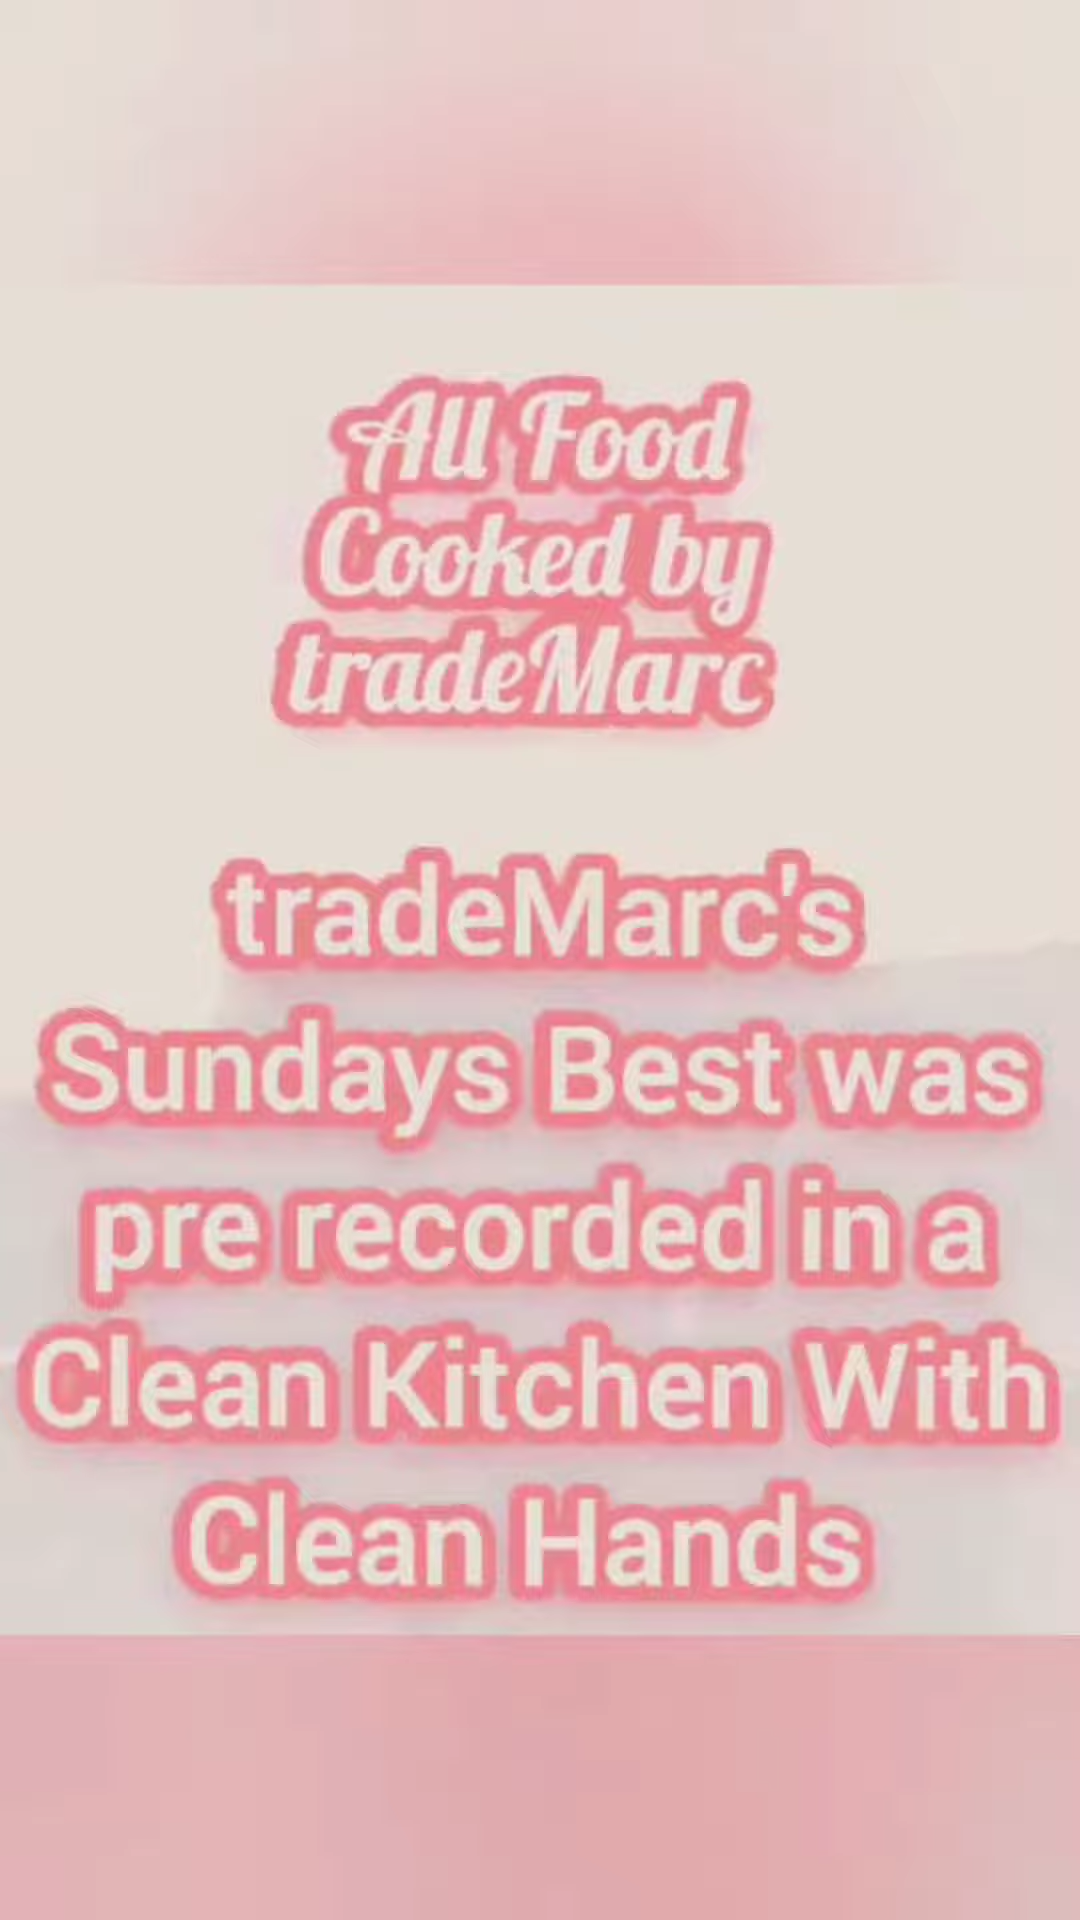 All Food
Cooked by
tradeMarc
tradeMarc's
Sundays Best was
pre recorded in a
Clean Kitchen With
Clean Hands